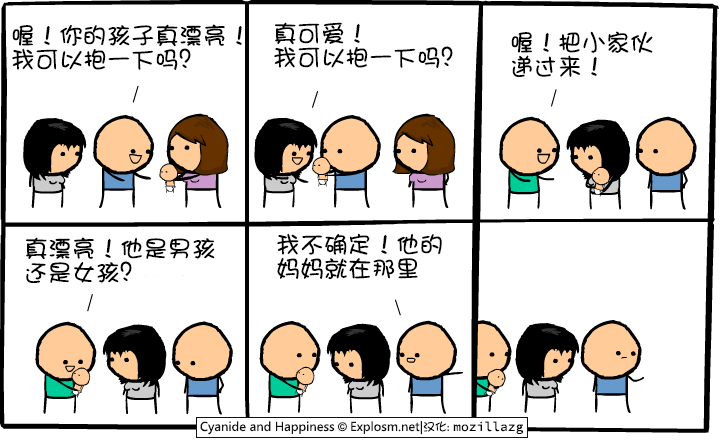 喔！你的孩子真漂亮！
我可以抱一下吗?
真可爱！
我可以抱一下吗?
喔！把小家伙
递过来！
真漂亮！他是男孩
还是女孩?
我不确定！他的
妈妈就在那里
Cyanide and Happiness © Explosm.net|汉化: mozillazg